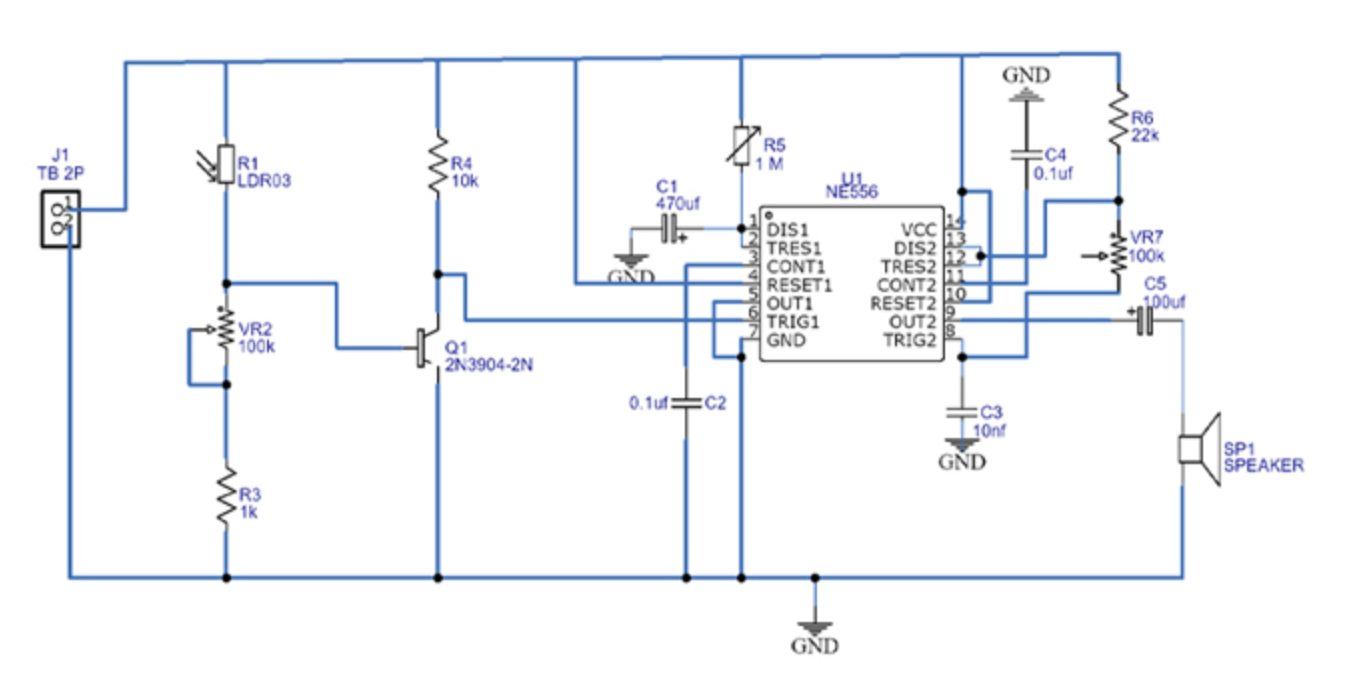 GND
R6
22k
J1
TB 2P
1
2
R1
LDR03
R4
10k
R5
1 M
C4
0.1uf
C1
470uf
U1
NE556
GND
1 DIS1
2 TRES1
3 CONT1
4 RESET1
5 OUT1
6 TRIG1
7 GND
VCC 14
DIS2 13
TRES2 12
CONT2 11
RESET2 10
OUT2 9
TRIG2 8
VR7
100k
C5
100uf
+
+
VR2
100k
Q1
2N3904-2N
0.1uf C2
C3
10nf
GND
SP1
SPEAKER
R3
1k
GND